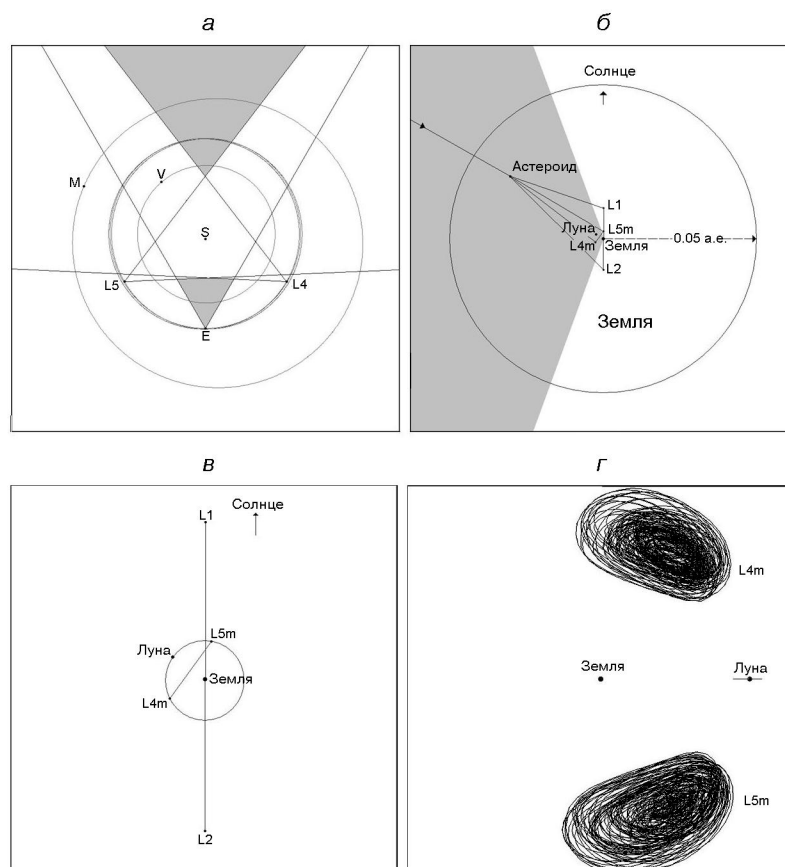 а
M
V
S
L5
L4
E
б
Солнце
Астероид
L1
Луна
L5m
L4m
Земля
0.05 а.е.
L2
Земля
в
Солнце
L1
L5m
Луна
Земля
L4m
L2
г
L4m
Земля
Луна
L5m